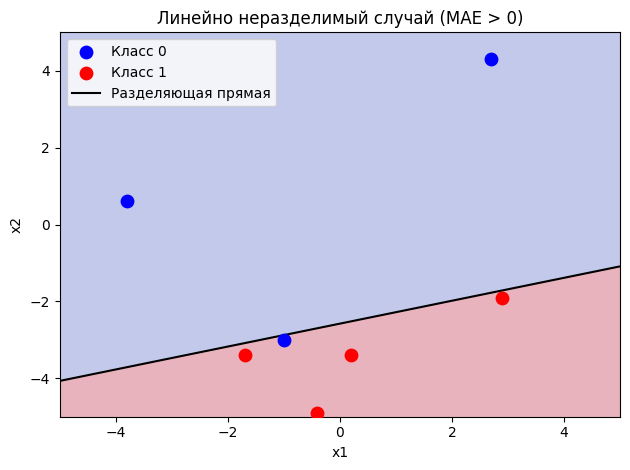 Линейно неразделимый случай (MAE > 0)
Класс 0
Класс 1
Разделяющая прямая
4
2
0
−2
−4
x2
−4
−2
0
2
4
x1